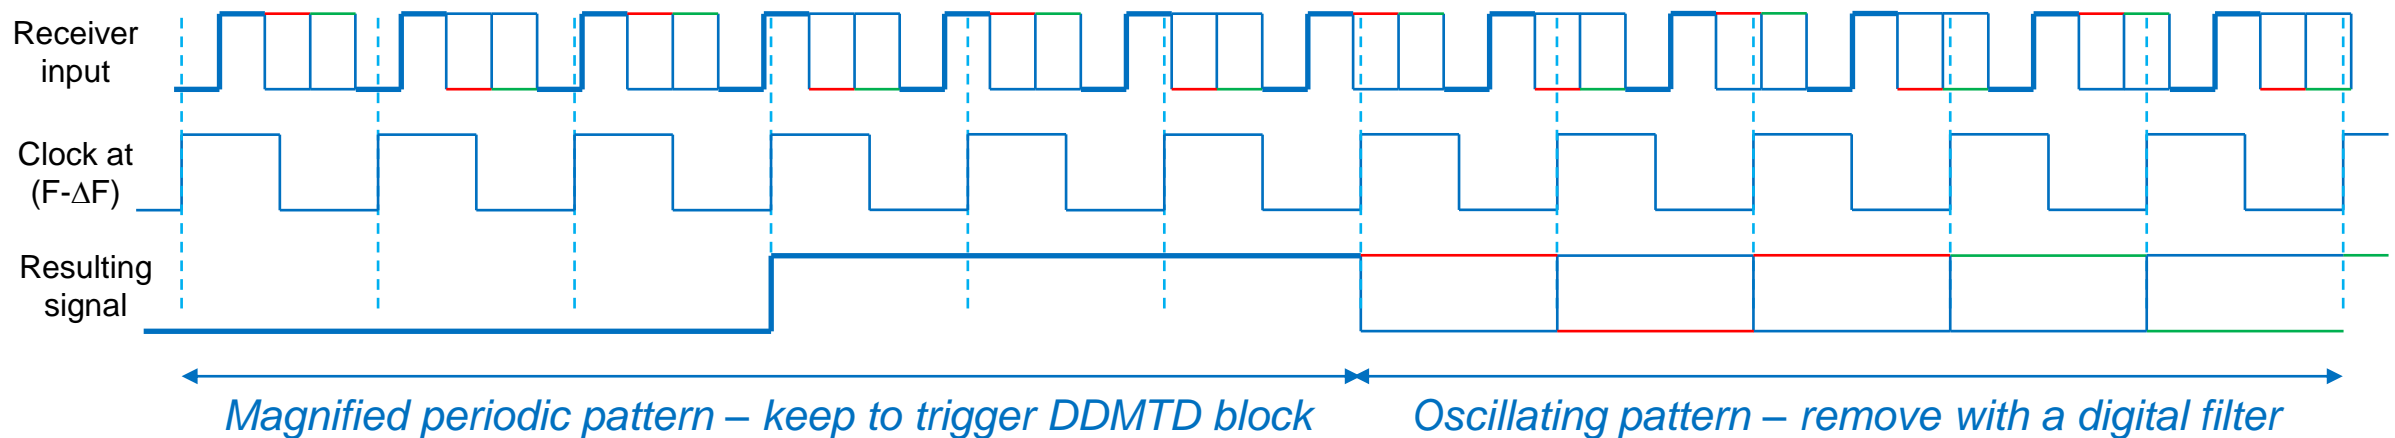 Receiver
input
Clock at
(F-ΔF)
Resulting
signal
Magnified periodic pattern – keep to trigger DDMTD block
Oscillating pattern – remove with a digital filter